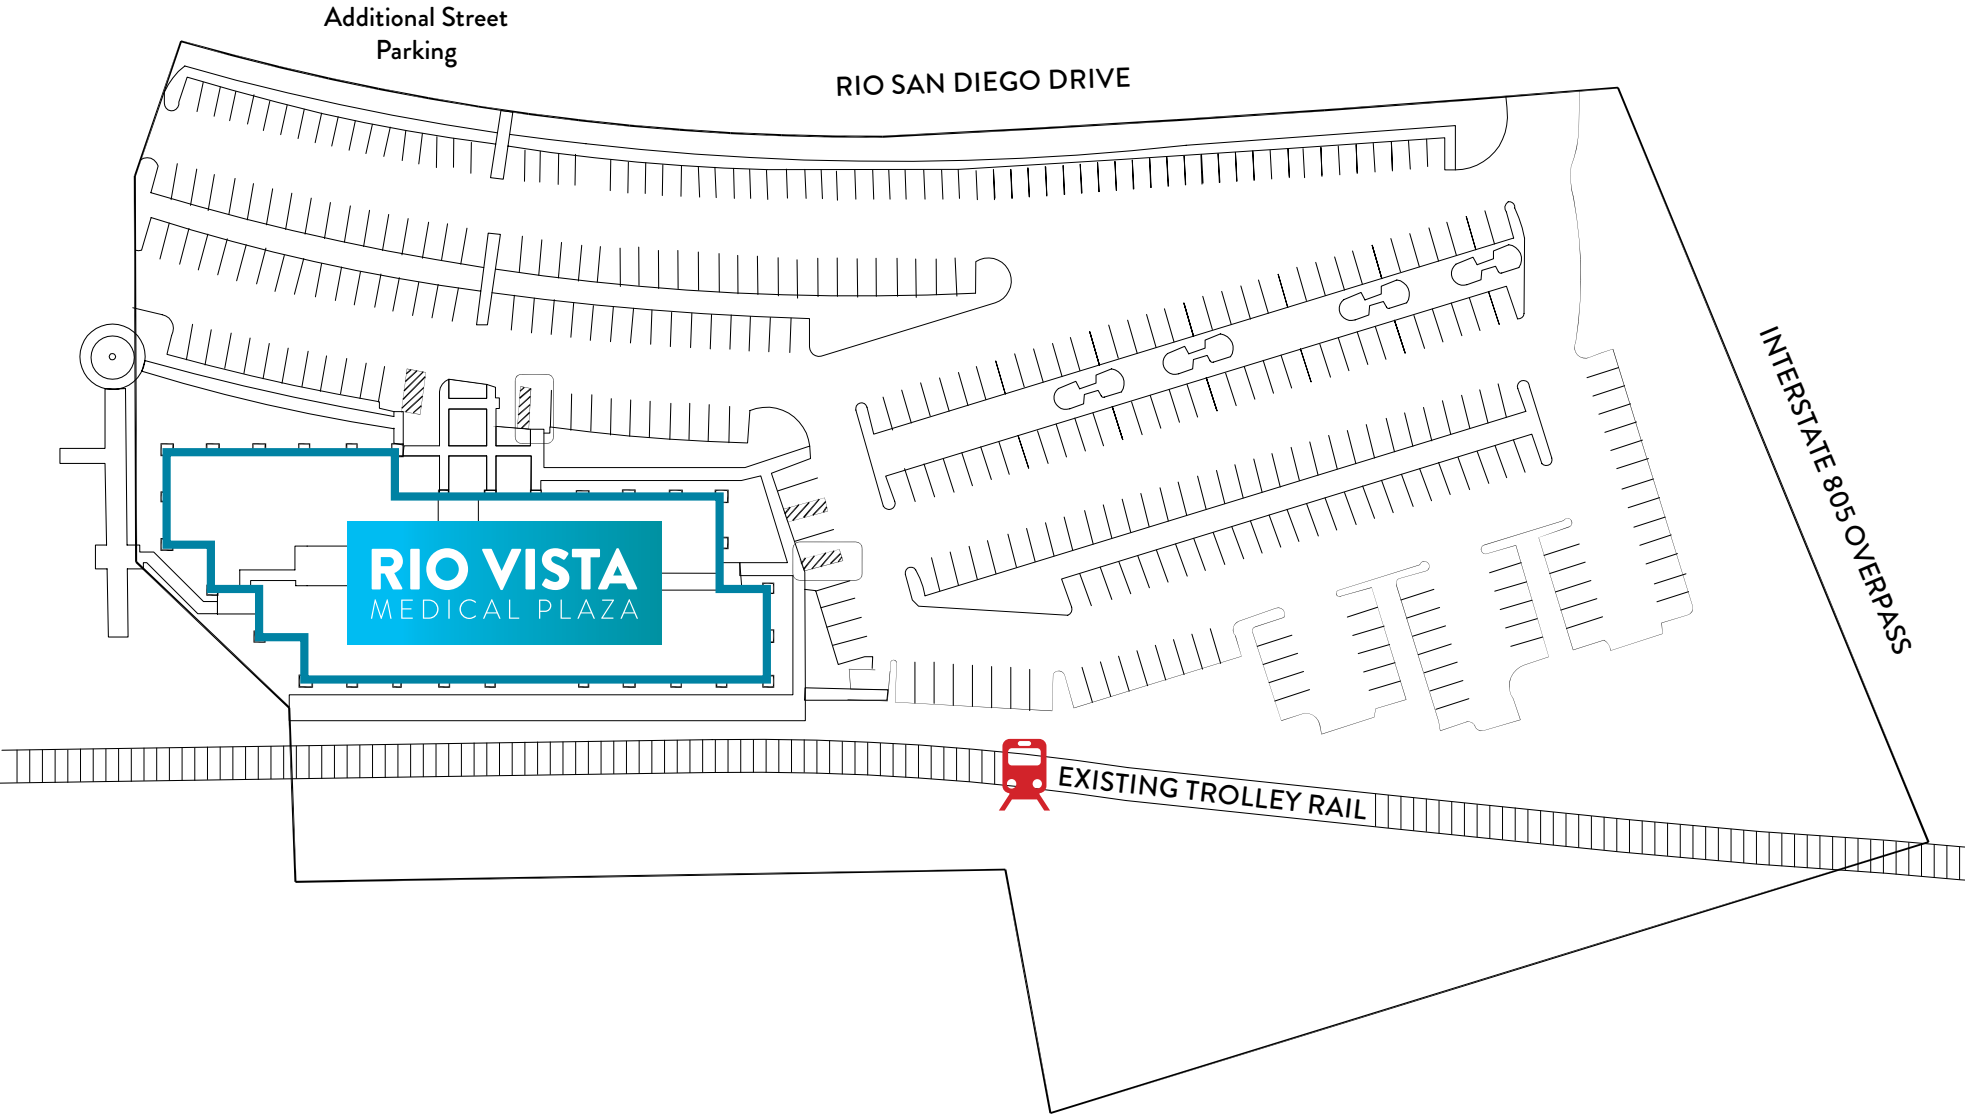 Additional Street
Parking
RIO SAN DIEGO DRIVE
INTERSTATE 805 OVERPASS
RIO VISTA
MEDICAL PLAZA
EXISTING TROLLEY RAIL